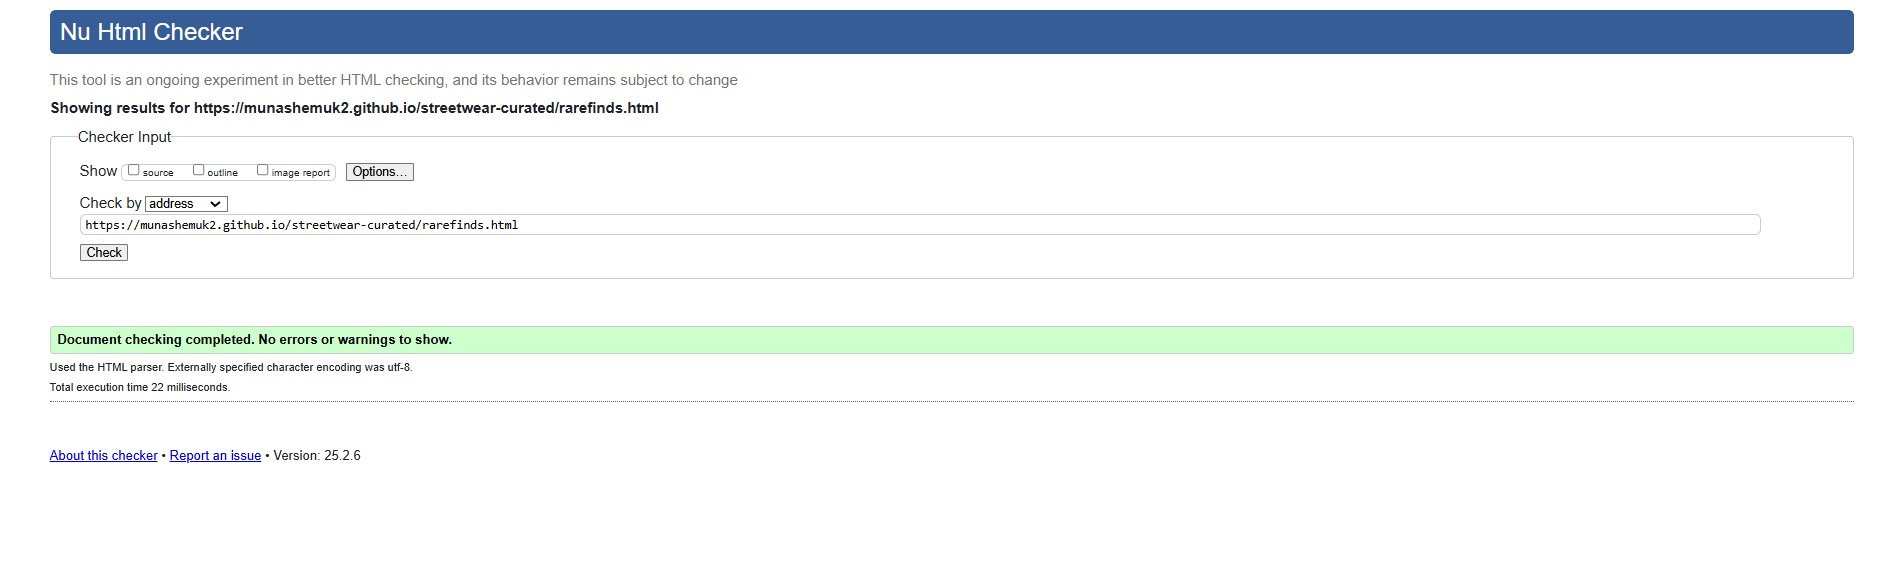 Nu Html Checker
This tool is an ongoing experiment in better HTML checking, and its behavior remains subject to change
Showing results for https://munashemuk2.github.io/streetwear-curated/rarefinds.html
Checker Input
Show source outline image report Options...
Check by address
https://munashemuk2.github.io/streetwear-curated/rarefinds.html
Check
Document checking completed. No errors or warnings to show.
Used the HTML parser. Externally specified character encoding was utf-8.
Total execution time 22 milliseconds.
About this checker • Report an issue • Version: 25.2.6